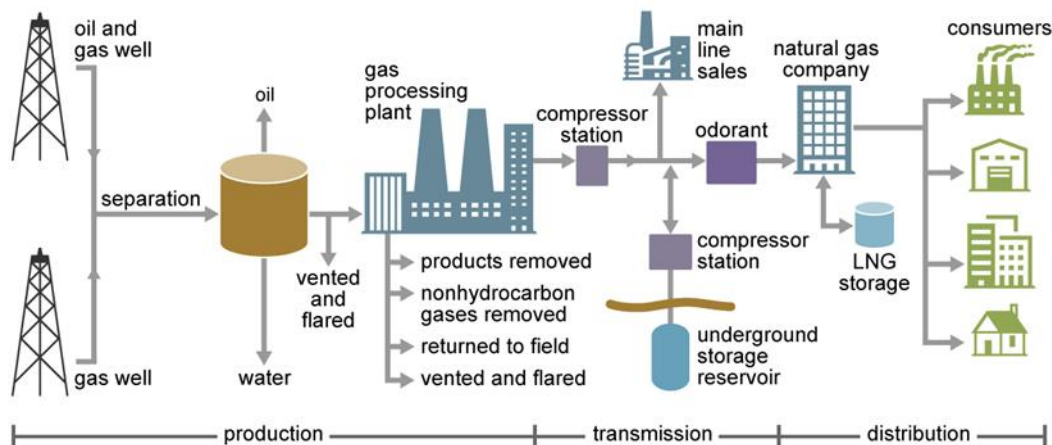 oil and
gas well
separation
gas well
oil
water
vented
and
flared
gas
processing
plant
products removed
nonhydrocarbon
gases removed
returned to field
vented and flared
compressor
station
main
line
sales
odorant
compressor
station
underground
storage
reservoir
natural gas
company
LNG
storage
consumers
production
transmission
distribution